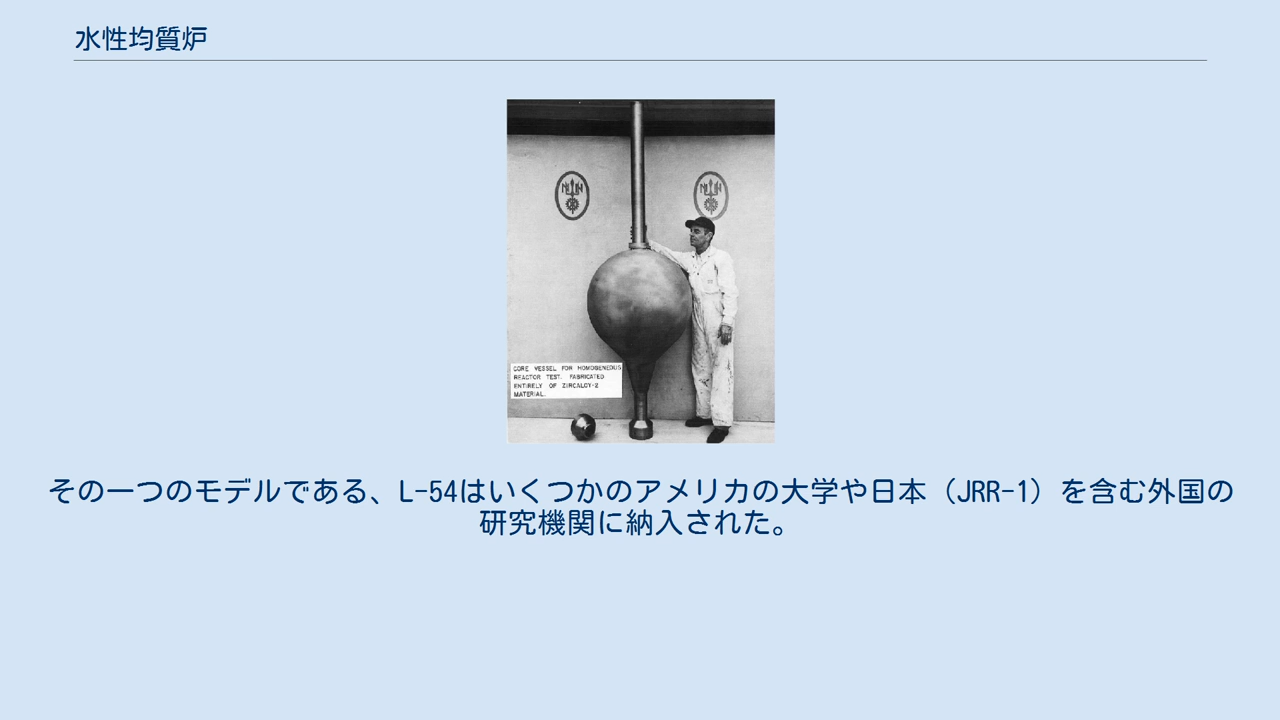 水性均質炉
CORE VESSEL FOR HOMOGENEOUS
REACTOR TEST. FABRICATED
ENTIRELY OF ZIRCALOY-2
MATERIAL.
その一つのモデルである、L-54はいくつかのアメリカの大学や日本（JRR-1）を含む外国の
研究機関に納入された。